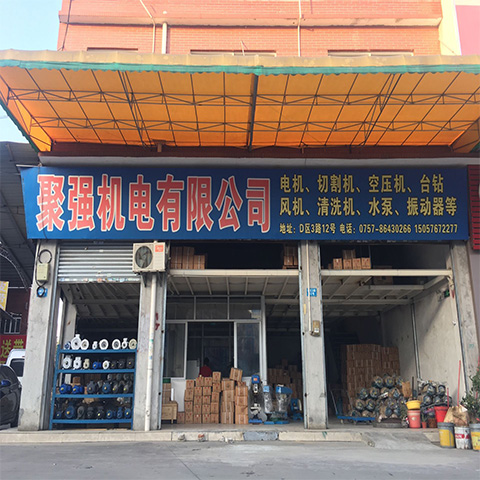 聚强机电有限公司
电机、切割机、空压机、台钻
风机、清洗机、水泵、振动器等
地址：D区3路12号 电话：0757-86430266 15057672277